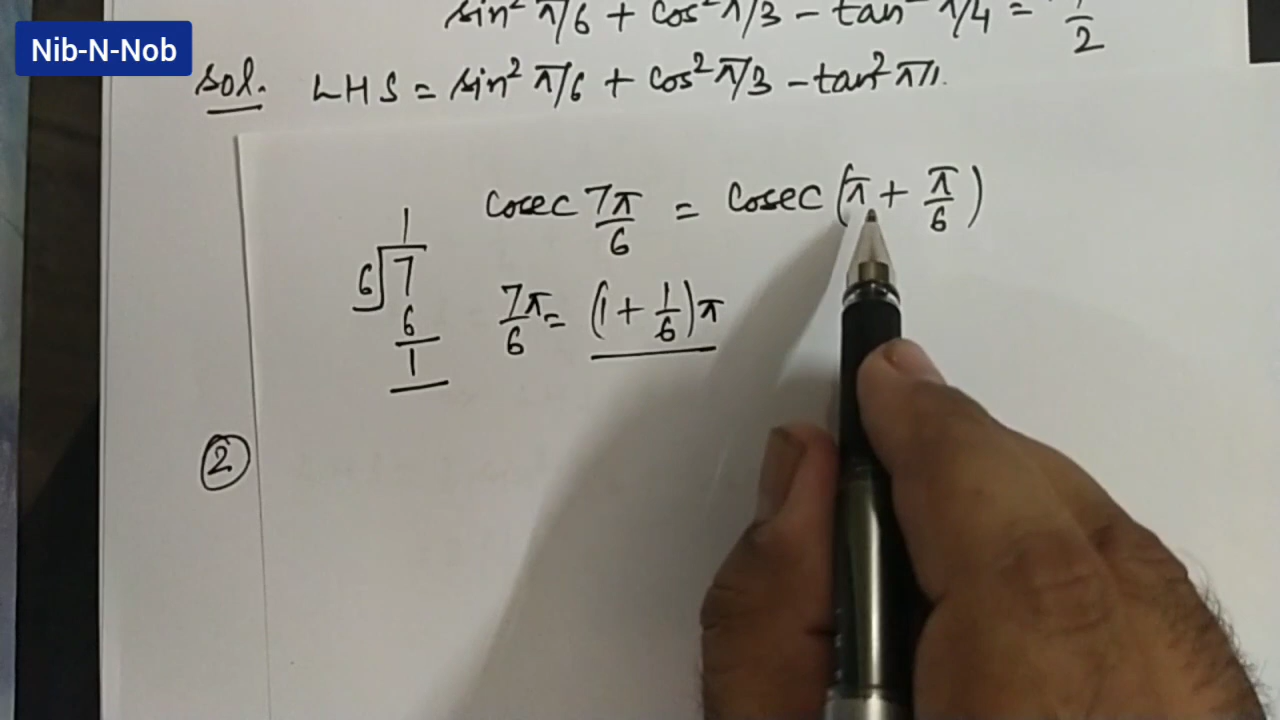 Nib-N-Nob
sin² π/6 + cos² π/3 - tan² π/4 = 1/2
sol. LHS = sin² π/6 + cos² π/3 - tan² π
cosec 7π/6 = cosec (π + π/6)
1
6 7
6
1
7π/6 = (1 + 1/6)π
2